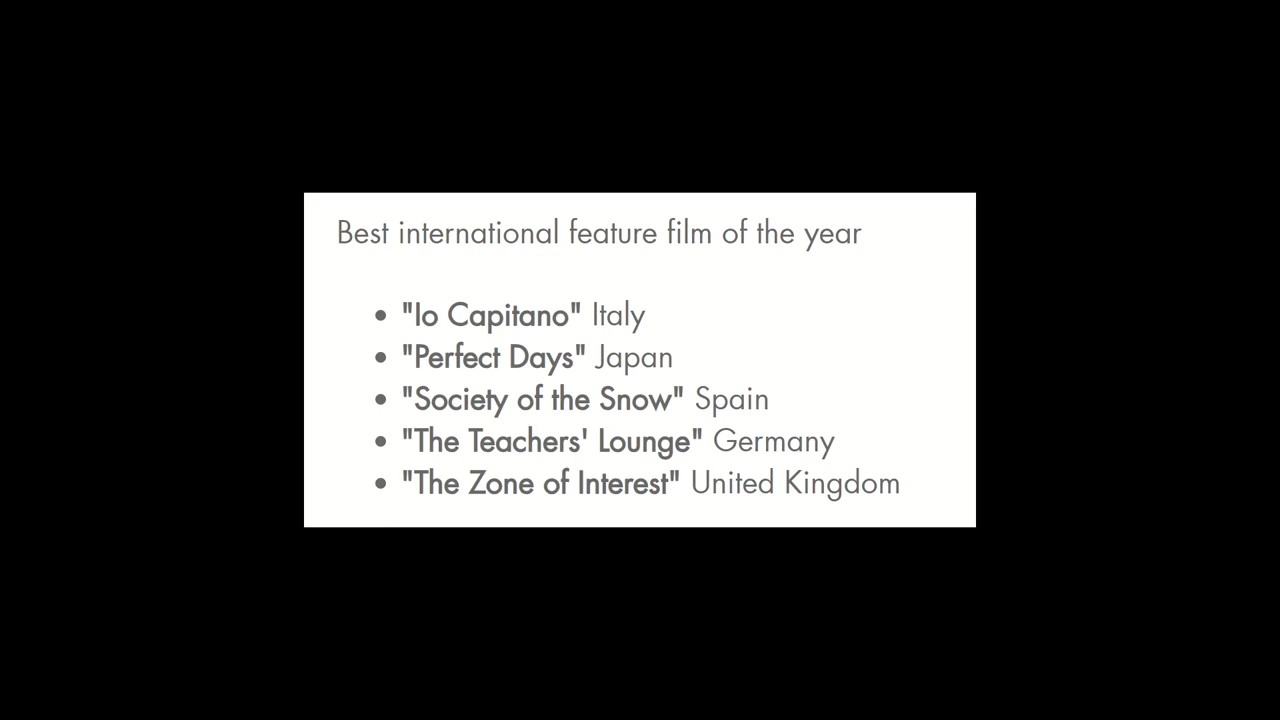 Best international feature film of the year
"Io Capitano" Italy
"Perfect Days" Japan
"Society of the Snow" Spain
"The Teachers' Lounge" Germany
"The Zone of Interest" United Kingdom